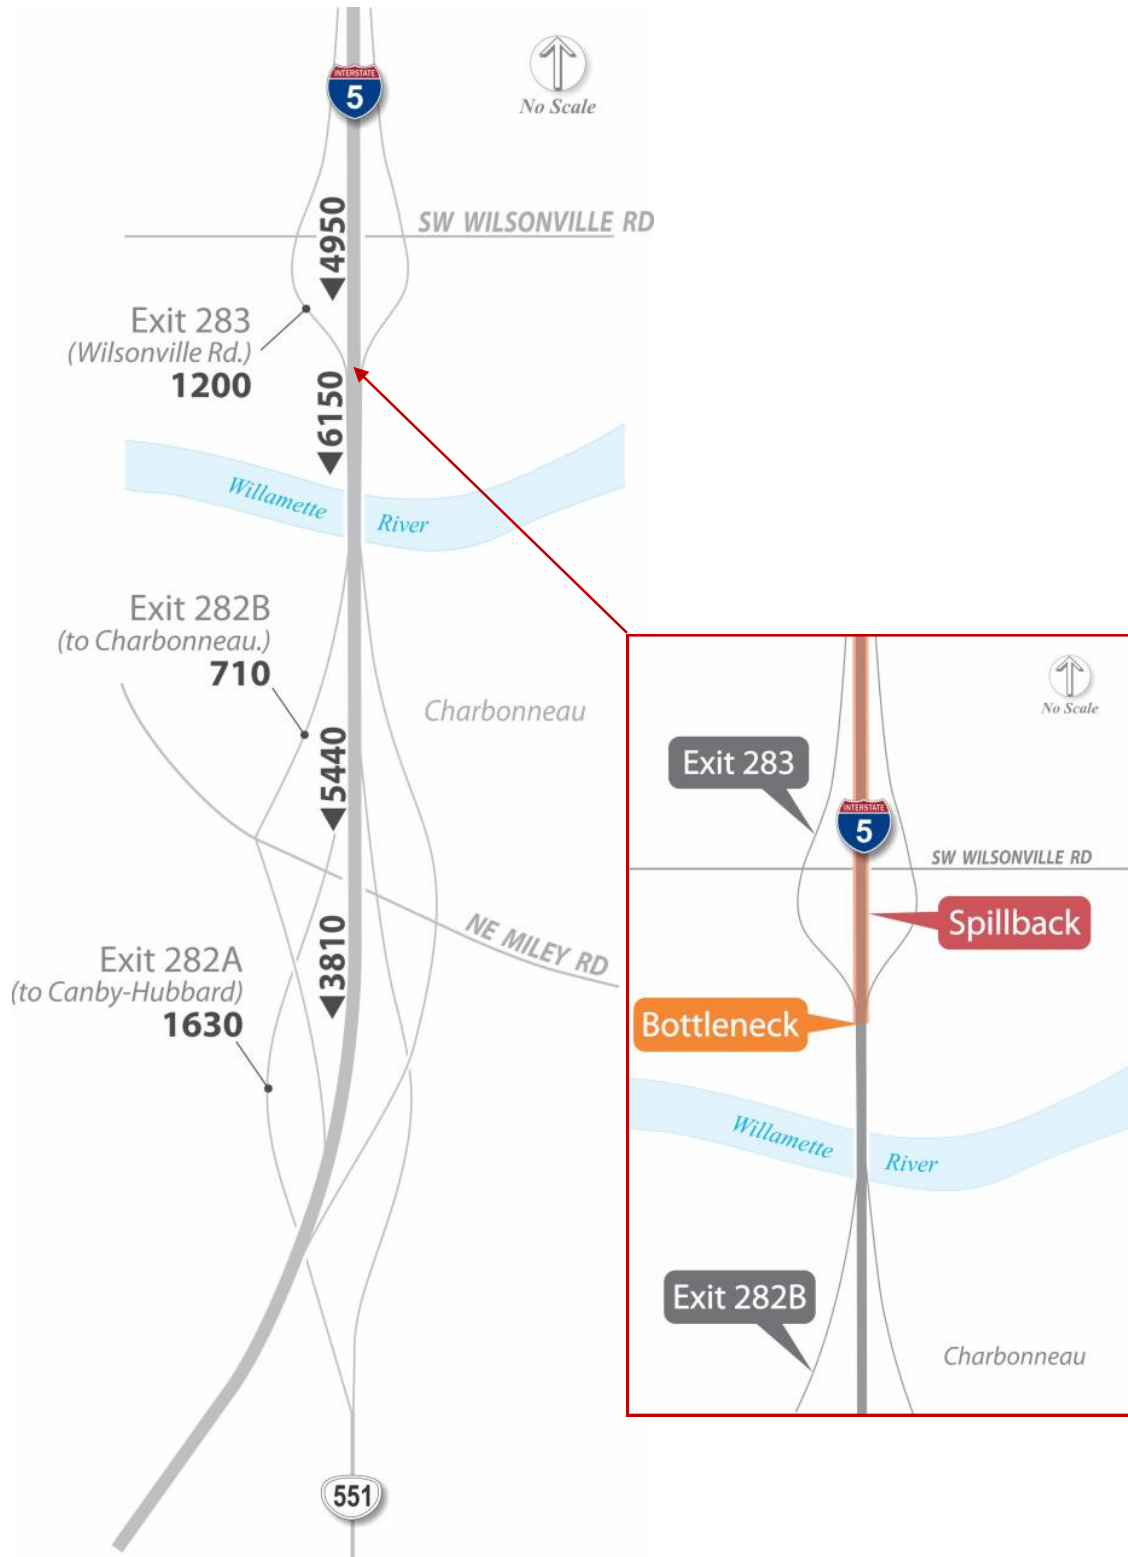 INTERSTATE
5
No Scale
SW WILSONVILLE RD
4950
Exit 283
(Wilsonville Rd.)
1200
6150
Willamette
River
Exit 282B
(to Charbonneau.)
710
Charbonneau
5440
NE MILEY RD
3810
Exit 282A
(to Canby-Hubbard)
1630
551
No Scale
Exit 283
INTERSTATE
5
SW WILSONVILLE RD
Spillback
Bottleneck
Willamette
River
Exit 282B
Charbonneau